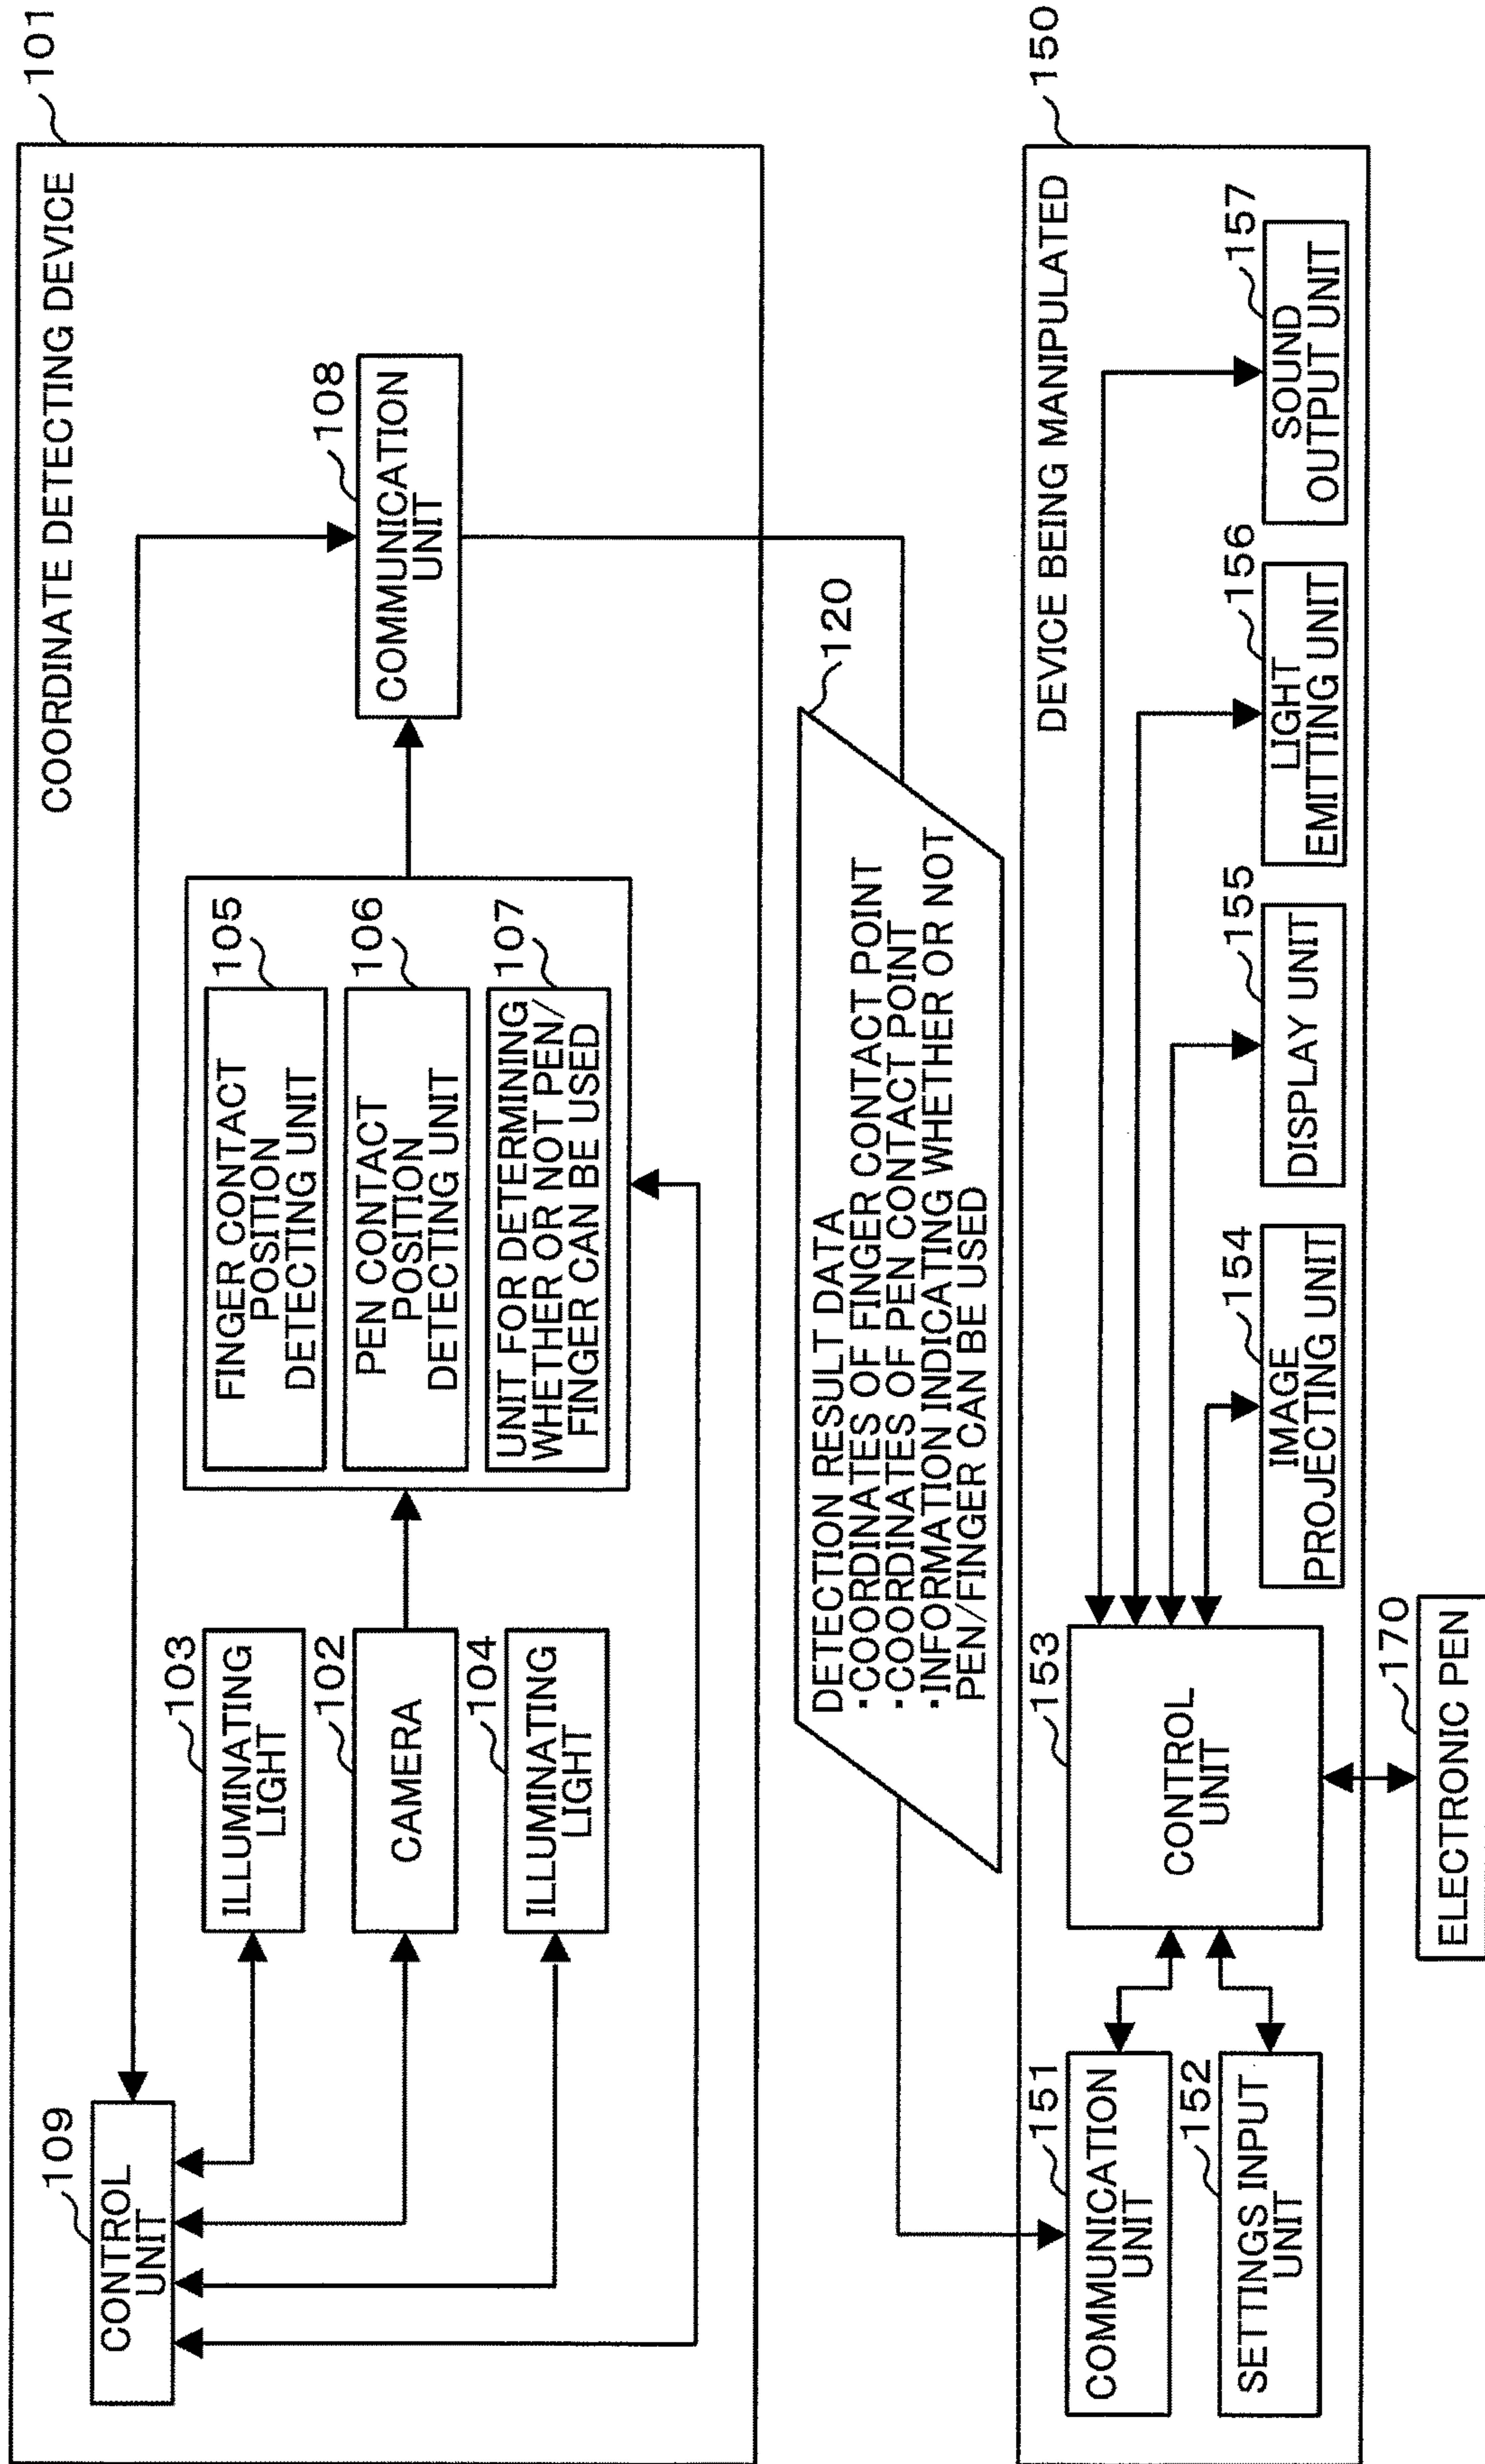 COORDINATE DETECTING DEVICE
101
109
CONTROL
UNIT
103
ILLUMINATING
LIGHT
102
CAMERA
104
ILLUMINATING
LIGHT
105
FINGER CONTACT
POSITION
DETECTING UNIT
106
PEN CONTACT
POSITION
DETECTING UNIT
107
UNIT FOR DETERMINING
WHETHER OR NOT PEN/
FINGER CAN BE USED
108
COMMUNICATION
UNIT
120
DETECTION RESULT DATA
・COORDINATES OF FINGER CONTACT POINT
・COORDINATES OF PEN CONTACT POINT
・INFORMATION INDICATING WHETHER OR NOT
PEN/FINGER CAN BE USED
DEVICE BEING MANIPULATED
150
151
COMMUNICATION
UNIT
152
SETTINGS INPUT
UNIT
153
CONTROL
UNIT
154
IMAGE
PROJECTING UNIT
155
DISPLAY UNIT
156
LIGHT
EMITTING UNIT
157
SOUND
OUTPUT UNIT
170
ELECTRONIC PEN